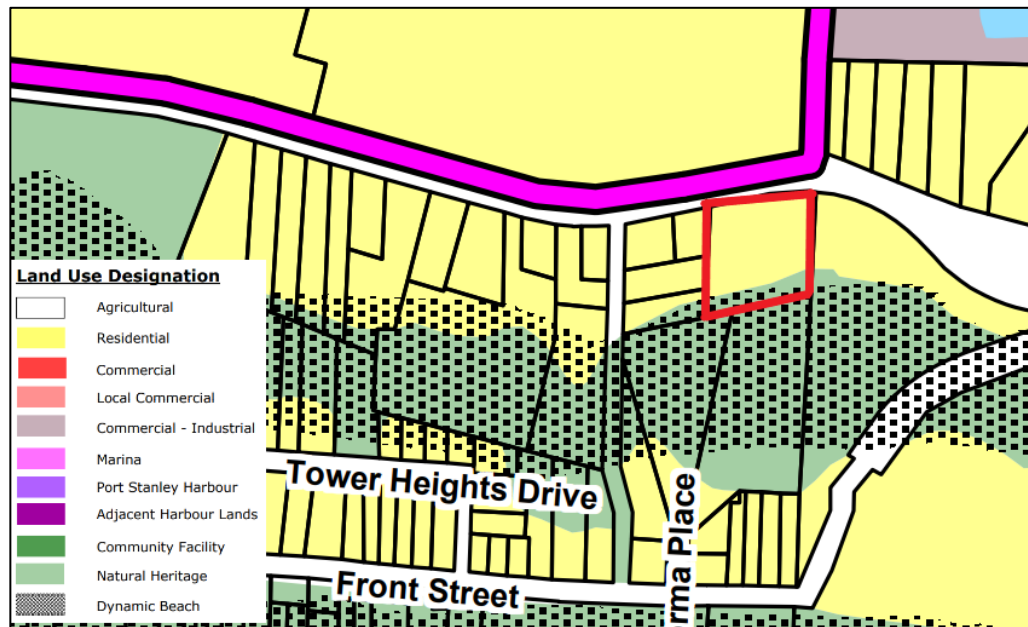 Land Use Designation
Agricultural
Residential
Commercial
Local Commercial
Commercial - Industrial
Marina
Port Stanley Harbour
Adjacent Harbour Lands
Community Facility
Natural Heritage
Dynamic Beach
Tower Heights Drive
Front Street
rma Place